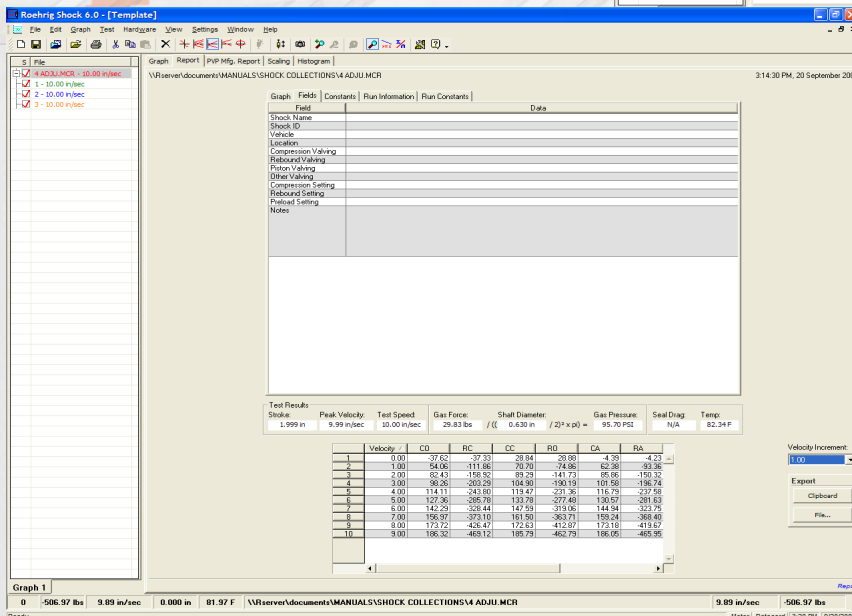 Roehrig Shock 6.0 - [Template]
File Edit Graph Test Hardware View Settings Window Help
S File
4 ADJU.MCR - 10.00 in/sec
1 - 10.00 in/sec
2 - 10.00 in/sec
3 - 10.00 in/sec
Graph Report PVP Mfg. Report Scaling Histogram
\\Rserver\documents\MANUALS\SHOCK COLLECTIONS\4 ADJU.MCR 3:14:30 PM, 20 September 200
Graph Fields Constants Run Information Run Constants
Field Data
Shock Name
Shock ID
Vehicle
Location
Compression Valving
Rebound Valving
Piston Valving
Other Valving
Compression Setting
Rebound Setting
Preload Setting
Notes
Test Results
Stroke: Peak Velocity: Test Speed: Gas Force: Shaft Diameter: Gas Pressure: Seal Drag: Temp:
1.999 in 9.99 in/sec 10.00 in/sec 29.83 lbs / (( 0.630 in / 2)² x pi) = 95.70 PSI N/A 82.34 F
Velocity / CO RC CC RO CA RA
1 0.00 -37.62 -37.33 28.84 28.88 -4.39 -4.23
2 1.00 54.06 -111.86 70.70 -74.86 62.38 -93.36
3 2.00 82.43 -158.92 89.29 -141.73 85.86 -150.32
4 3.00 98.26 -203.29 104.90 -190.19 101.58 -196.74
5 4.00 114.11 -243.80 119.47 -231.36 116.79 -237.58
6 5.00 127.36 -285.78 133.78 -277.48 130.57 -281.63
7 6.00 142.29 -328.44 147.59 -319.06 144.94 -323.75
8 7.00 156.97 -373.10 161.50 -363.71 159.24 -368.40
9 8.00 173.72 -426.47 172.63 -412.87 173.18 -419.67
10 9.00 186.32 -469.12 185.79 -462.79 186.05 -465.95
Velocity Increment:
1.00
Export
Clipboard
File...
Graph 1
Repo
0 -506.97 lbs 9.89 in/sec 0.000 in 81.97 F \\Rserver\documents\MANUALS\SHOCK COLLECTIONS\4 ADJU.MCR 9.89 in/sec -506.97 lbs